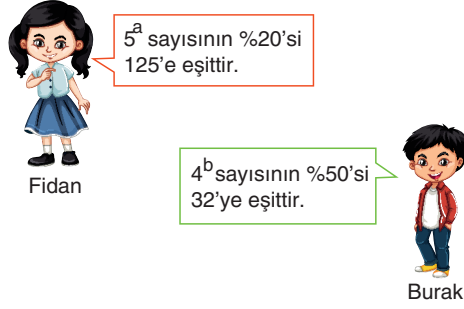 5ᵃ sayısının %20'si
125'e eşittir.
Fidan
4ᵇ sayısının %50'si
32'ye eşittir.
Burak